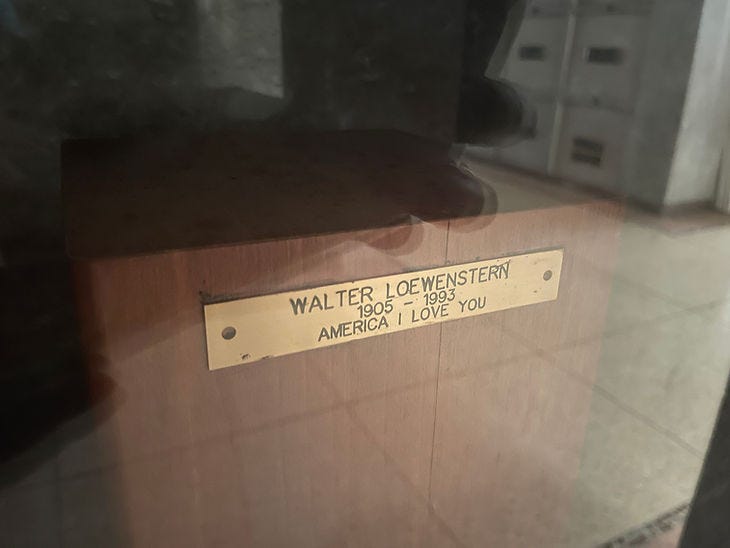 WALTER LOEWENSTERN
1905 - 1993
AMERICA I LOVE YOU